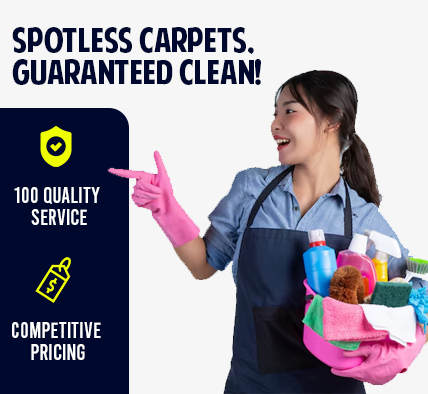 SPOTLESS CARPETS.
GUARANTEED CLEAN!
100 QUALITY
SERVICE
$
COMPETITIVE
PRICING